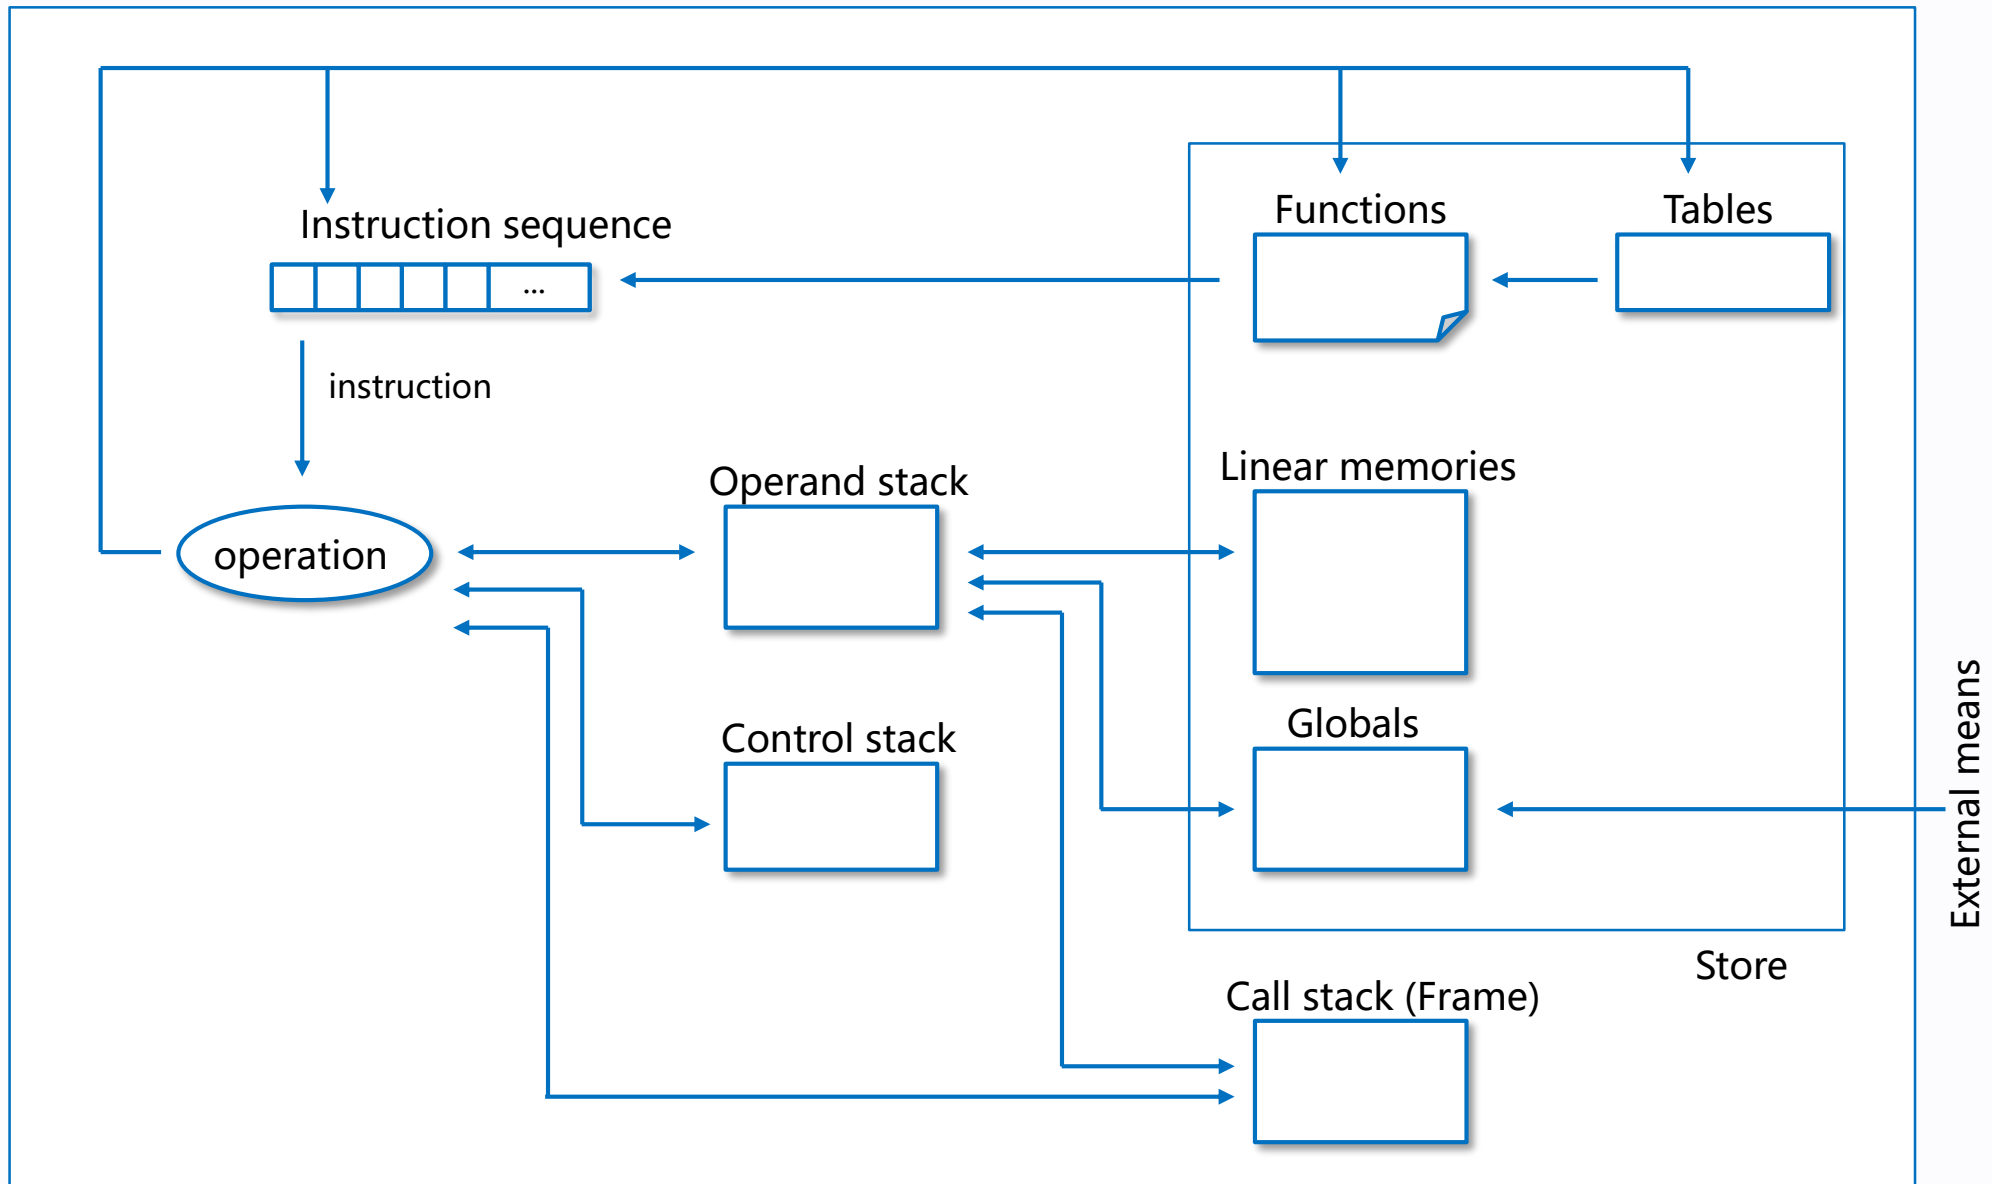 Functions
Tables
Instruction sequence
...
instruction
Operand stack
Linear memories
operation
Globals
Control stack
External means
Store
Call stack (Frame)